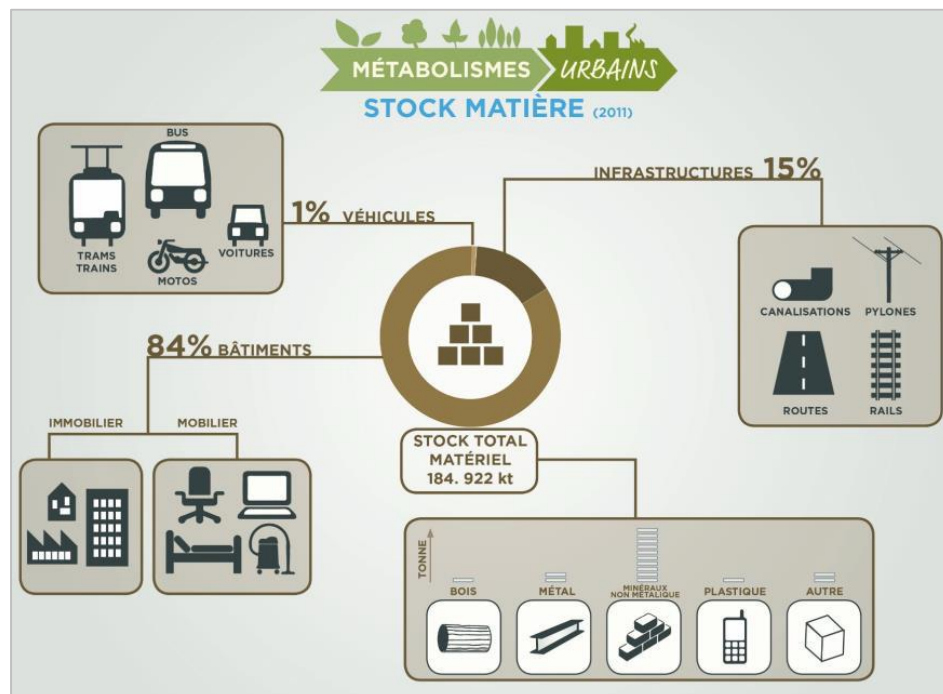 MÉTABOLISMES URBAINS
STOCK MATIÈRE (2011)
BUS
TRAMS
TRAINS
MOTOS
VOITURES
1% VÉHICULES
INFRASTRUCTURES 15%
CANALISATIONS
PYLONES
ROUTES
RAILS
84% BÂTIMENTS
IMMOBILIER
MOBILIER
STOCK TOTAL
MATÉRIEL
184. 922 kt
TONNE
BOIS
MÉTAL
MINÉRAUX
NON MÉTALIQUE
PLASTIQUE
AUTRE